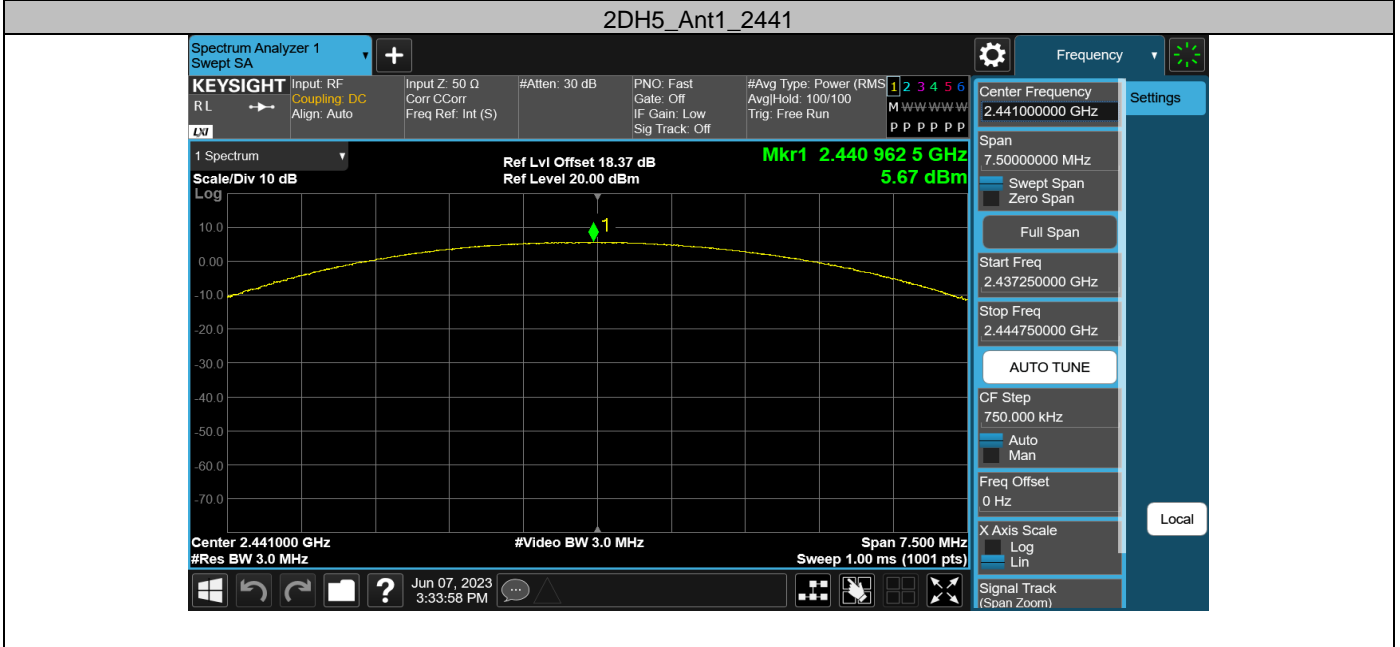 2DH5_Ant1_2441
Spectrum Analyzer 1
Swept SA
+
Frequency
KEYSIGHT
R L
LXI
Input: RF
Coupling: DC
Align: Auto
Input Z: 50 Ω
Corr CCorr
Freq Ref: Int (S)
#Atten: 30 dB
PNO: Fast
Gate: Off
IF Gain: Low
Sig Track: Off
#Avg Type: Power (RMS
Avg|Hold: 100/100
Trig: Free Run
1 2 3 4 5 6
M W W W W W
P P P P P P
1 Spectrum
Scale/Div 10 dB
Log
Ref Lvl Offset 18.37 dB
Ref Level 20.00 dBm
Mkr1 2.440 962 5 GHz
5.67 dBm
1
10.0
0.00
-10.0
-20.0
-30.0
-40.0
-50.0
-60.0
-70.0
Center 2.441000 GHz
#Res BW 3.0 MHz
#Video BW 3.0 MHz
Span 7.500 MHz
Sweep 1.00 ms (1001 pts)
Center Frequency
2.441000000 GHz
Span
7.50000000 MHz
Swept Span
Zero Span
Full Span
Start Freq
2.437250000 GHz
Stop Freq
2.444750000 GHz
AUTO TUNE
CF Step
750.000 kHz
Auto
Man
Freq Offset
0 Hz
X Axis Scale
Log
Lin
Signal Track
(Span Zoom)
Settings
Local
?
Jun 07, 2023
3:33:58 PM